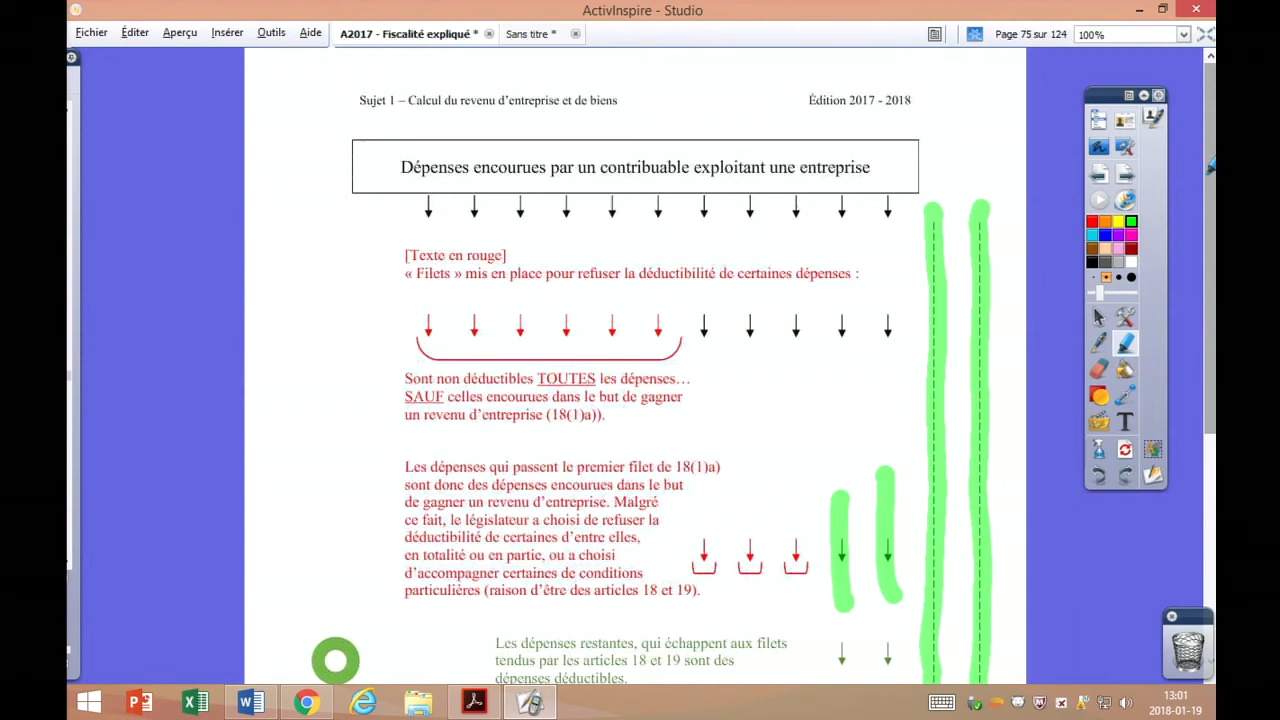 ActivInspire - Studio
Fichier Éditer Aperçu Insérer Outils Aide A2017 - Fiscalité expliqué * Sans titre * Page 75 sur 124 100%
Sujet 1 – Calcul du revenu d’entreprise et de biens Édition 2017 - 2018
Dépenses encourues par un contribuable exploitant une entreprise
[Texte en rouge]
« Filets » mis en place pour refuser la déductibilité de certaines dépenses :
Sont non déductibles TOUTES les dépenses…
SAUF celles encourues dans le but de gagner
un revenu d’entreprise (18(1)a)).
Les dépenses qui passent le premier filet de 18(1)a)
sont donc des dépenses encourues dans le but
de gagner un revenu d’entreprise. Malgré
ce fait, le législateur a choisi de refuser la
déductibilité de certaines d’entre elles,
en totalité ou en partie, ou a choisi
d’accompagner certaines de conditions
particulières (raison d’être des articles 18 et 19).
Les dépenses restantes, qui échappent aux filets
tendus par les articles 18 et 19 sont des
dépenses déductibles.
13:01
2018-01-19